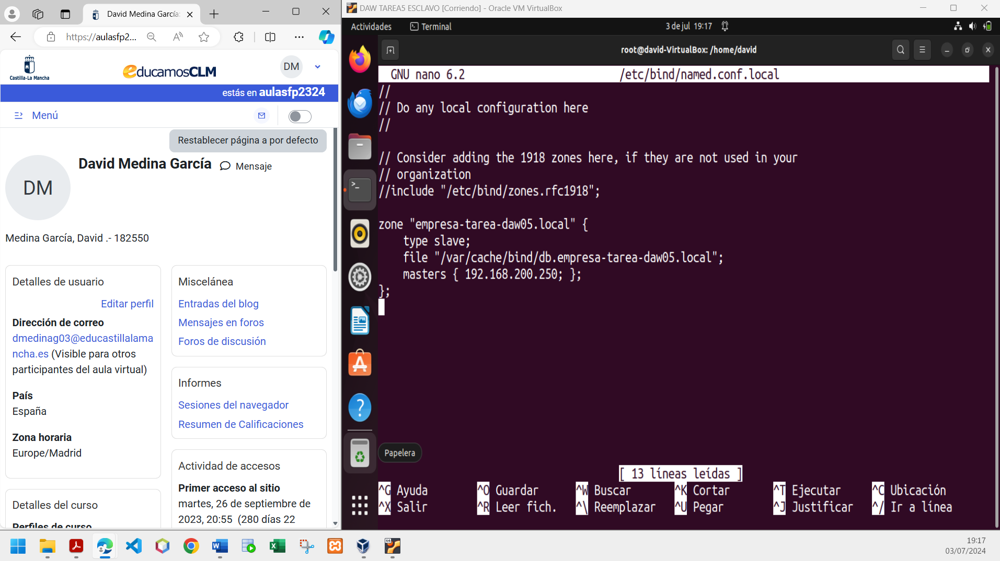 David Medina García:
https://aulasfp2...
Castilla-La Mancha
educamosCLM
DM
estás en aulasfp2324
Menú
Restablecer página a por defecto
DM
David Medina García
Mensaje
Medina García, David .- 182550
Detalles de usuario
Editar perfil
Dirección de correo
dmedinag03@educastillalama
ncha.es (Visible para otros
participantes del aula virtual)
País
España
Zona horaria
Europe/Madrid
Detalles del curso
Perfiles de curso
Miscelánea
Entradas del blog
Mensajes en foros
Foros de discusión
Informes
Sesiones del navegador
Resumen de Calificaciones
Actividad de accesos
Primer acceso al sitio
martes, 26 de septiembre de
2023, 20:55 (280 días 22
DAW TAREA5 ESCLAVO [Corriendo] - Oracle VM VirtualBox
Actividades Terminal 3 de jul 19:17
root@david-VirtualBox: /home/david
GNU nano 6.2 /etc/bind/named.conf.local
//
// Do any local configuration here
//
// Consider adding the 1918 zones here, if they are not used in your
// organization
//include "/etc/bind/zones.rfc1918";
zone "empresa-tarea-daw05.local" {
type slave;
file "/var/cache/bind/db.empresa-tarea-daw05.local";
masters { 192.168.200.250; };
};
Papelera
[ 13 líneas leídas ]
^G Ayuda ^O Guardar ^W Buscar ^K Cortar ^T Ejecutar ^C Ubicación
^X Salir ^R Leer fich. ^\ Reemplazar ^U Pegar ^J Justificar ^/ Ir a línea
19:17
03/07/2024